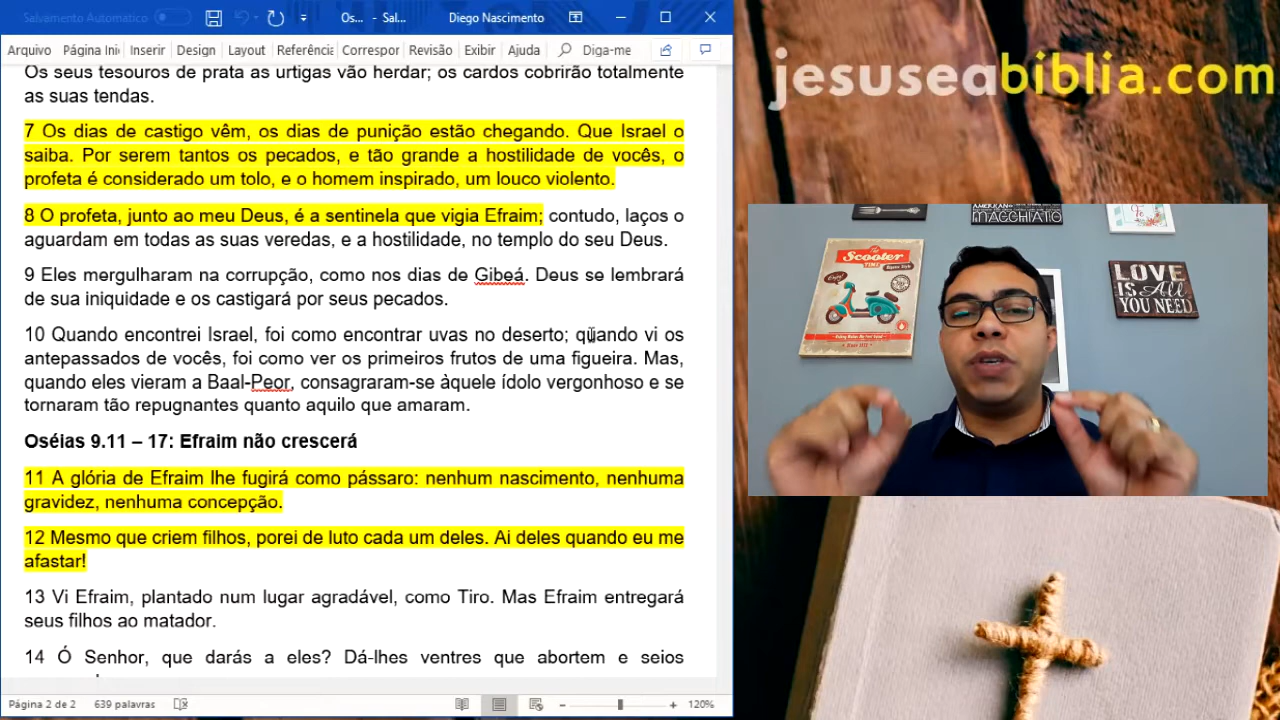 Salvamento Automático
Os... - Sal...
Diego Nascimento
Arquivo Página Ini Inserir Design Layout Referência Correspor Revisão Exibir Ajuda Diga-me
jesuseabiblia.com
Os seus tesouros de prata as urtigas vão herdar; os cardos cobrirão totalmente
as suas tendas.
7 Os dias de castigo vêm, os dias de punição estão chegando. Que Israel o
saiba. Por serem tantos os pecados, e tão grande a hostilidade de vocês, o
profeta é considerado um tolo, e o homem inspirado, um louco violento.
8 O profeta, junto ao meu Deus, é a sentinela que vigia Efraim; contudo, laços o
aguardam em todas as suas veredas, e a hostilidade, no templo do seu Deus.
9 Eles mergulharam na corrupção, como nos dias de Gibeá. Deus se lembrará
de sua iniquidade e os castigará por seus pecados.
10 Quando encontrei Israel, foi como encontrar uvas no deserto; quando vi os
antepassados de vocês, foi como ver os primeiros frutos de uma figueira. Mas,
quando eles vieram a Baal-Peor, consagraram-se àquele ídolo vergonhoso e se
tornaram tão repugnantes quanto aquilo que amaram.
Oséias 9.11 – 17: Efraim não crescerá
11 A glória de Efraim lhe fugirá como pássaro: nenhum nascimento, nenhuma
gravidez, nenhuma concepção.
12 Mesmo que criem filhos, porei de luto cada um deles. Ai deles quando eu me
afastar!
13 Vi Efraim, plantado num lugar agradável, como Tiro. Mas Efraim entregará
seus filhos ao matador.
14 Ó Senhor, que darás a eles? Dá-lhes ventres que abortem e seios
Página 2 de 2
639 palavras
120%
MACCHIATO
The
Scooter
TIME
LOVE
IS All
YOU NEED